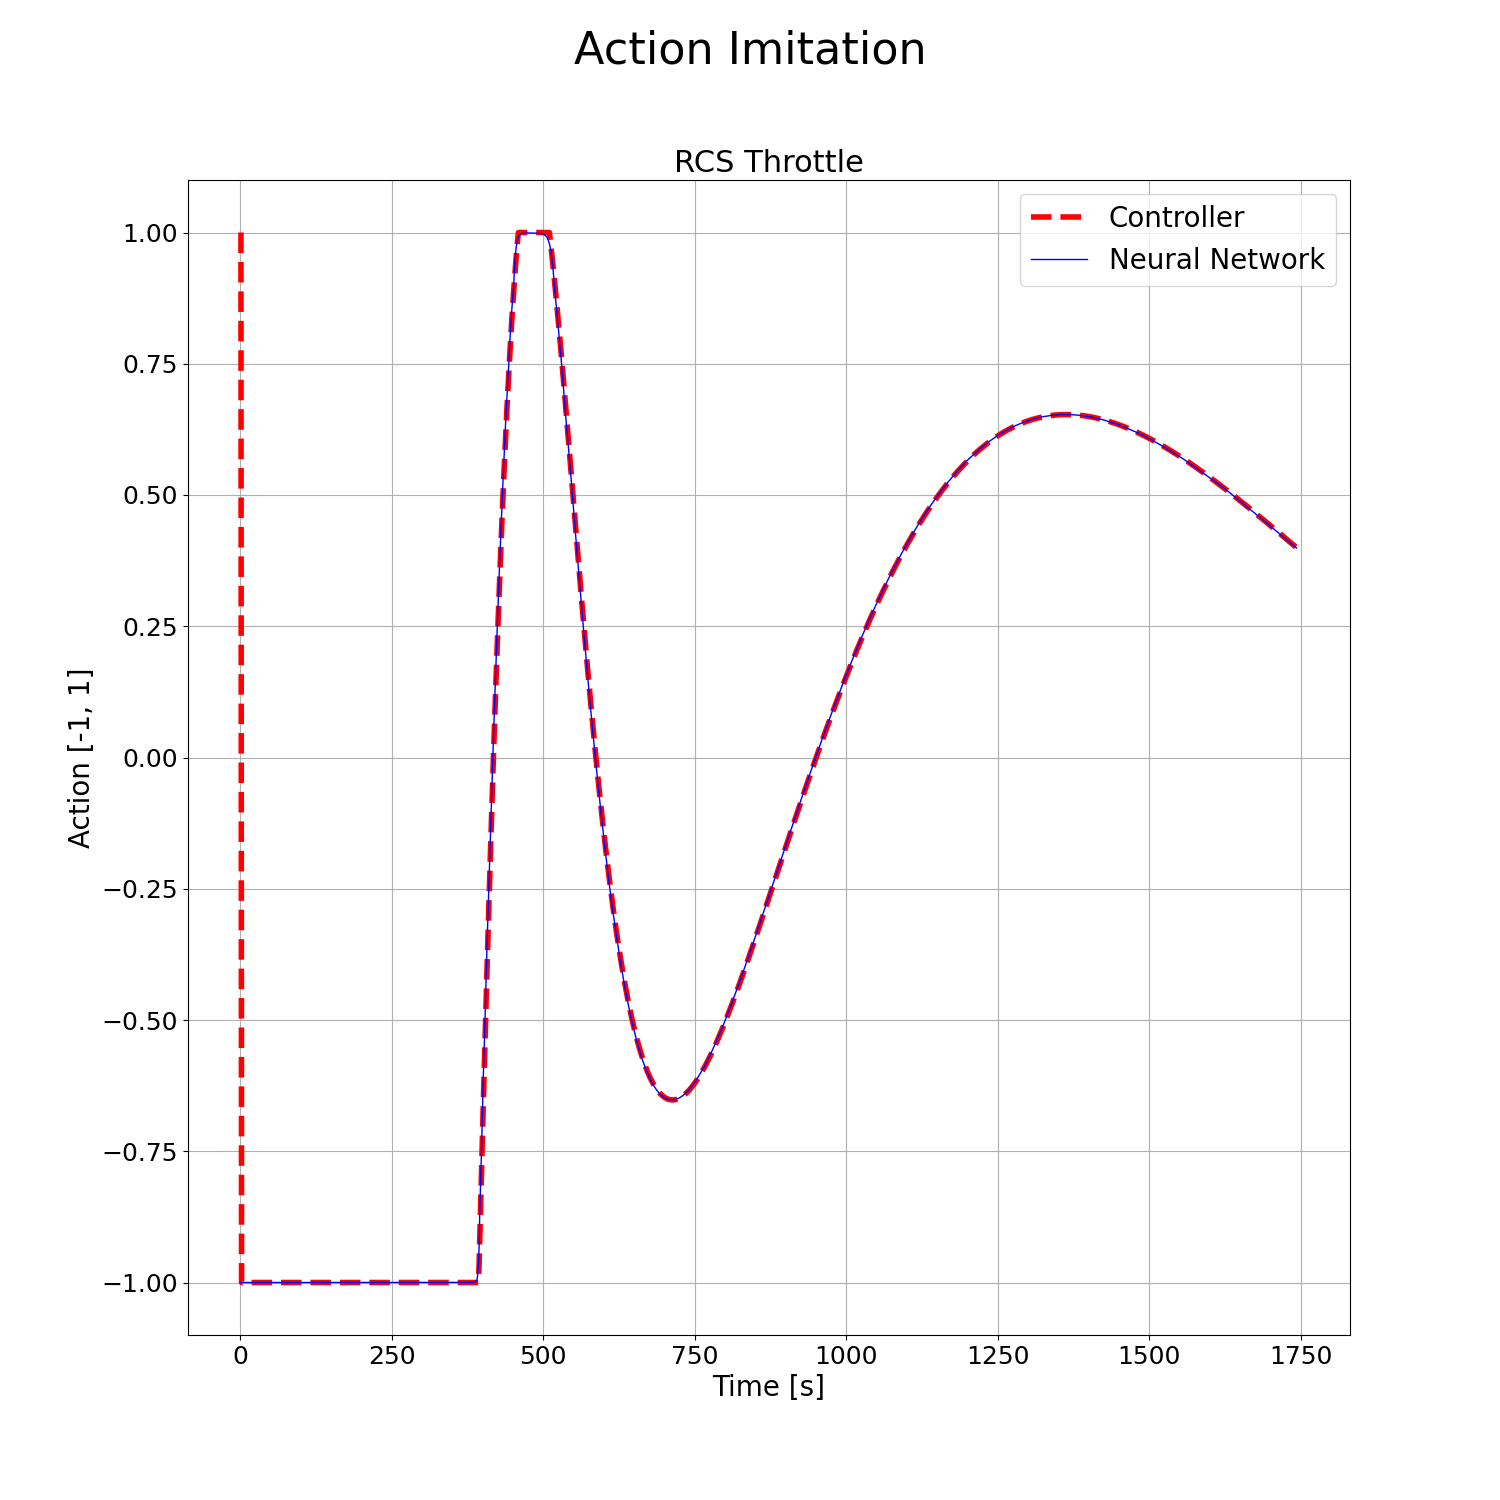 Action Imitation
RCS Throttle
Controller
Neural Network
1.00
0.75
0.50
0.25
0.00
−0.25
−0.50
−0.75
−1.00
Action [-1, 1]
0 250 500 750 1000 1250 1500 1750
Time [s]